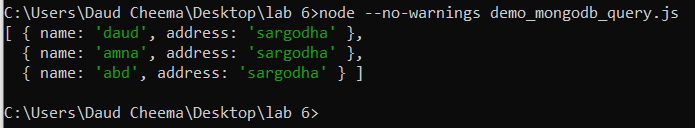 C:\Users\Daud Cheema\Desktop\lab 6>node --no-warnings demo_mongodb_query.js
[ { name: 'daud', address: 'sargodha' },
  { name: 'amna', address: 'sargodha' },
  { name: 'abd', address: 'sargodha' } ]
C:\Users\Daud Cheema\Desktop\lab 6>